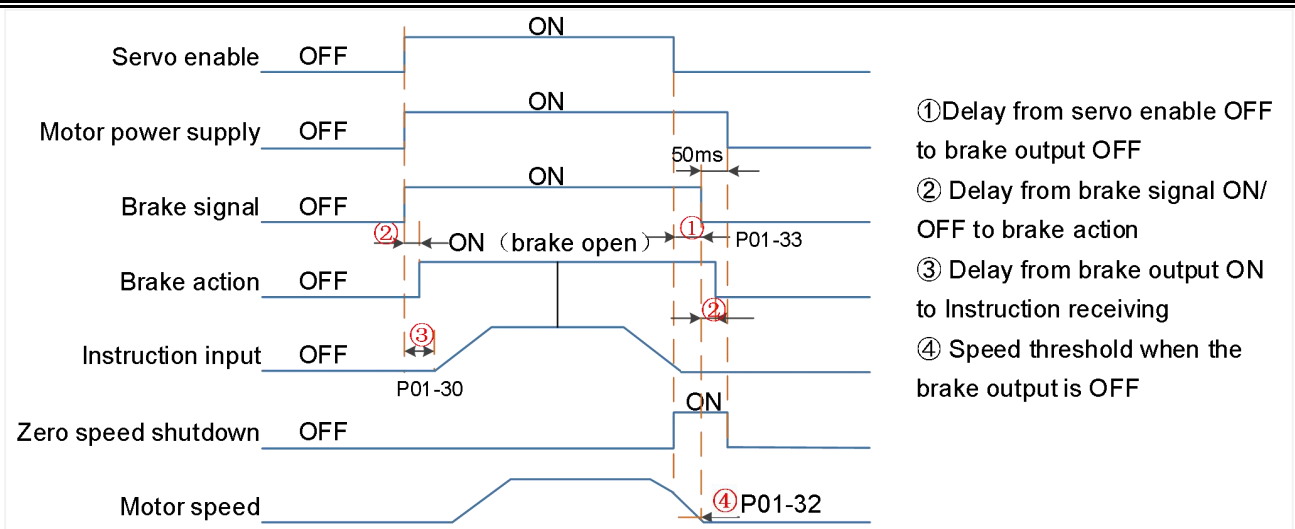 ON
Servo enable OFF
ON
Motor power supply OFF
50ms
ON
Brake signal OFF
① P01-33
② ON（brake open）
Brake action OFF
②
③
Instruction input OFF
P01-30
ON
Zero speed shutdown OFF
④ P01-32
Motor speed
①Delay from servo enable OFF
to brake output OFF
② Delay from brake signal ON/
OFF to brake action
③ Delay from brake output ON
to Instruction receiving
④ Speed threshold when the
brake output is OFF